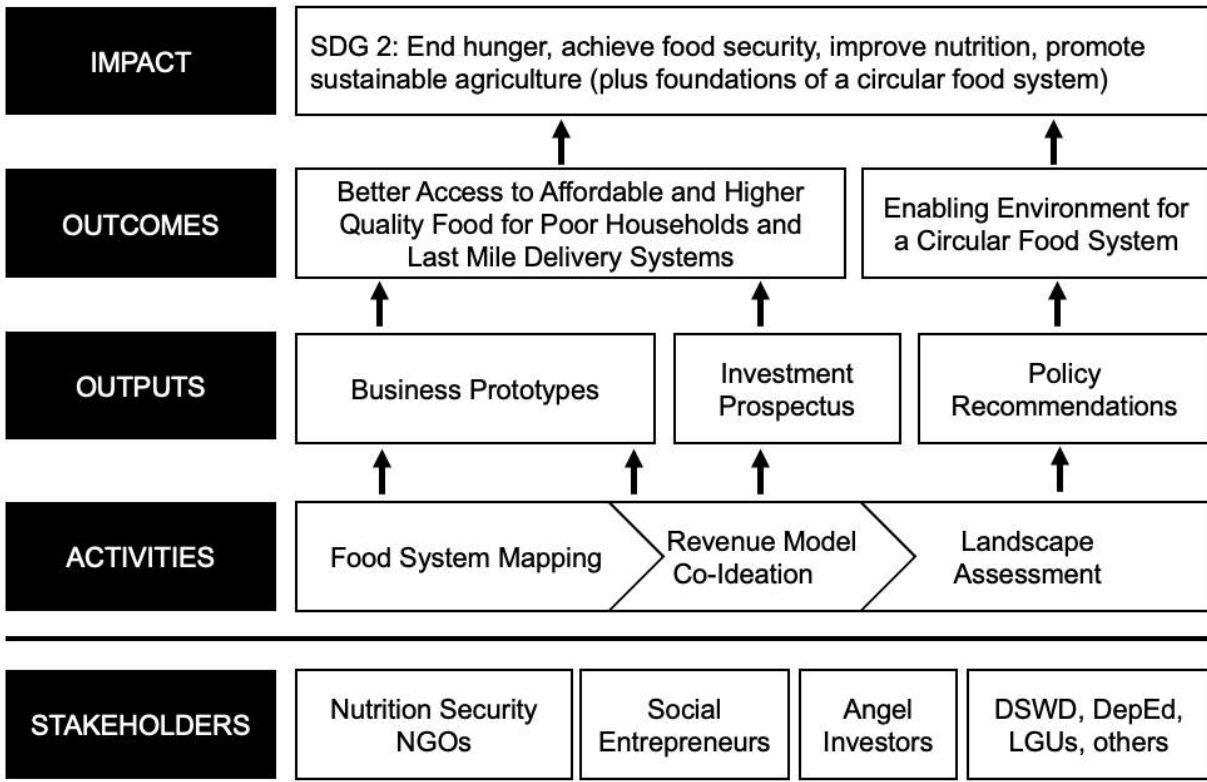 IMPACT
SDG 2: End hunger, achieve food security, improve nutrition, promote
sustainable agriculture (plus foundations of a circular food system)
OUTCOMES
Better Access to Affordable and Higher
Quality Food for Poor Households and
Last Mile Delivery Systems
Enabling Environment for
a Circular Food System
OUTPUTS
Business Prototypes
Investment
Prospectus
Policy
Recommendations
ACTIVITIES
Food System Mapping
Revenue Model
Co-Ideation
Landscape
Assessment
STAKEHOLDERS
Nutrition Security
NGOs
Social
Entrepreneurs
Angel
Investors
DSWD, DepEd,
LGUs, others